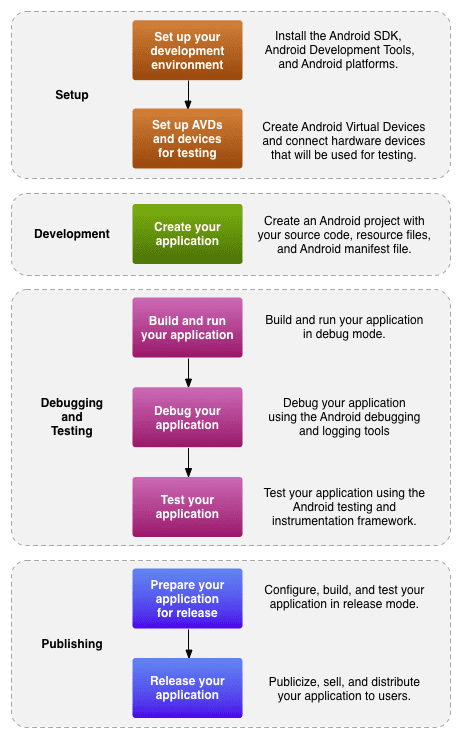 Set up your
development
environment
Install the Android SDK,
Android Development Tools,
and Android platforms.
Setup
Set up AVDs
and devices
for testing
Create Android Virtual Devices
and connect hardware devices
that will be used for testing.
Development
Create your
application
Create an Android project with
your source code, resource files,
and Android manifest file.
Build and run
your application
Build and run your application
in debug mode.
Debugging
and
Testing
Debug your
application
Debug your application
using the Android debugging
and logging tools
Test your
application
Test your application using the
Android testing and
instrumentation framework.
Prepare your
application
for release
Configure, build, and test your
application in release mode.
Publishing
Release your
application
Publicize, sell, and distribute
your application to users.